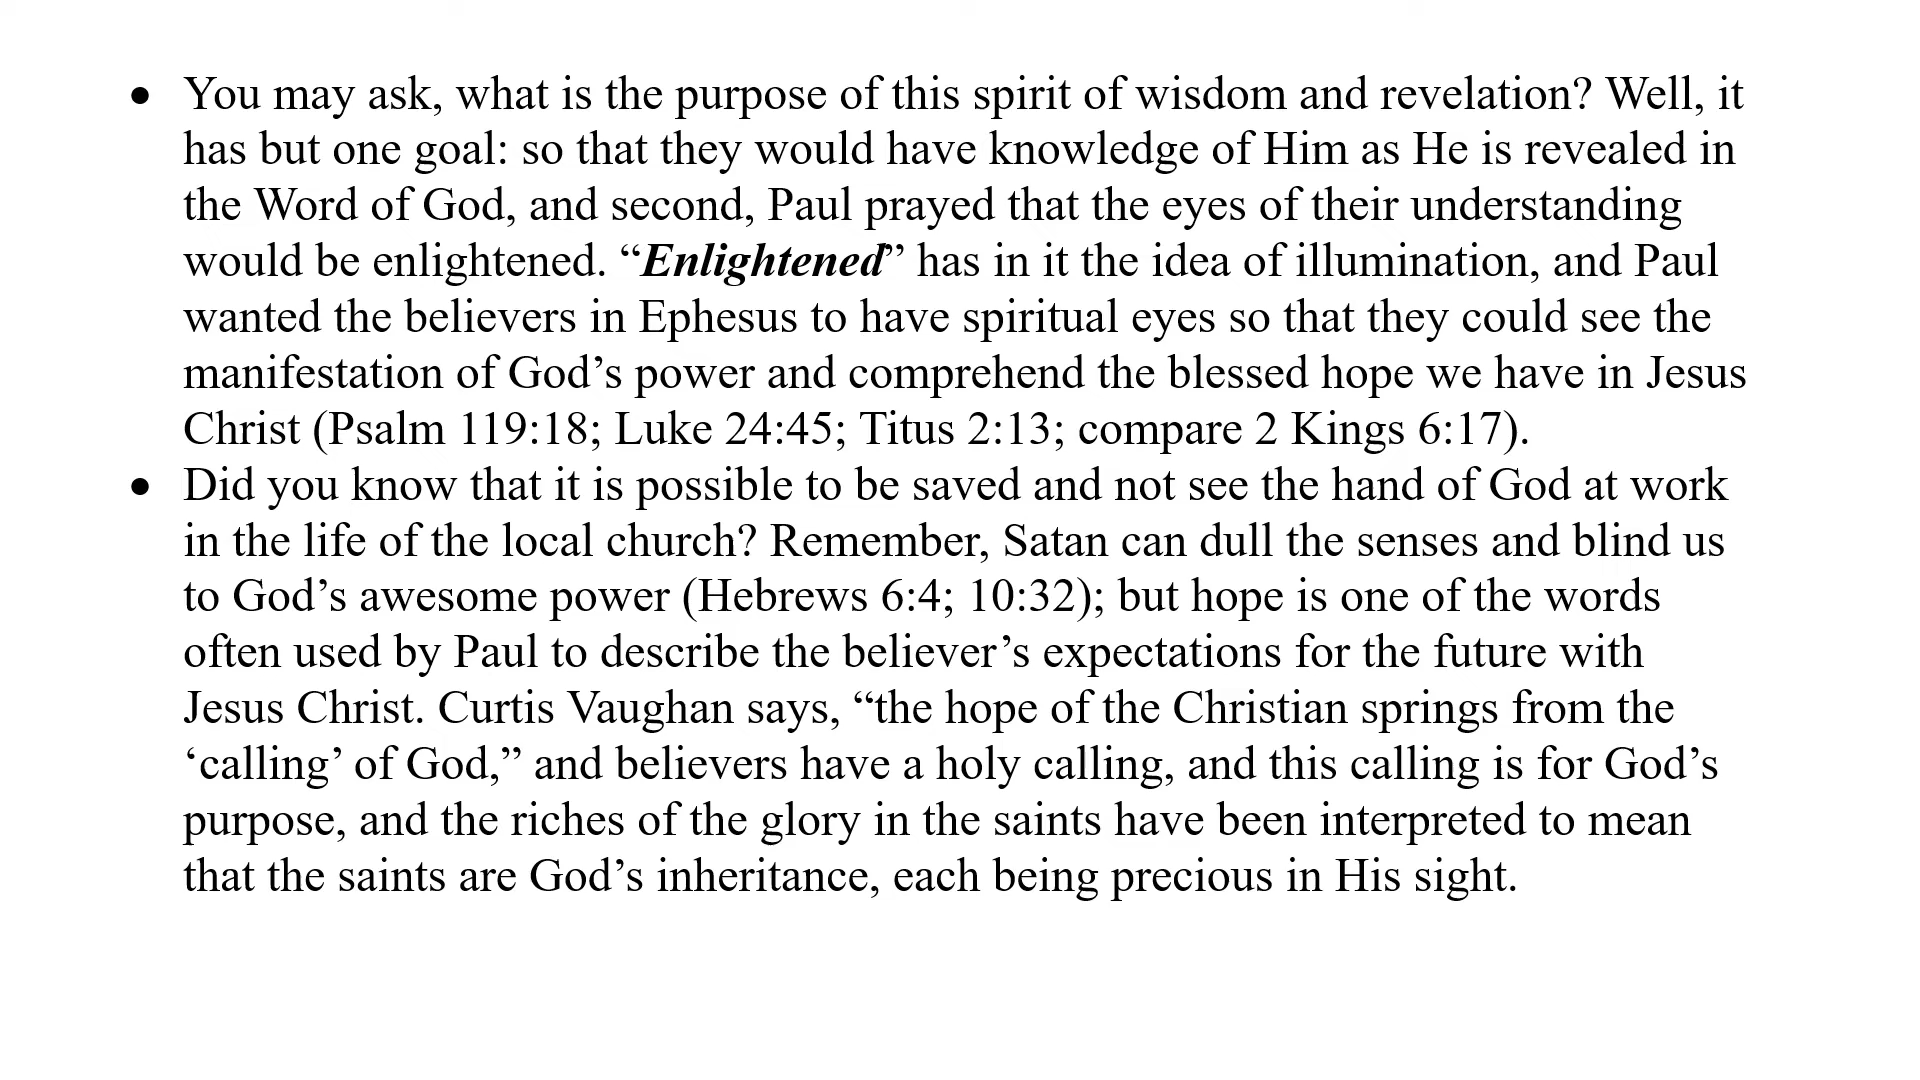 • You may ask, what is the purpose of this spirit of wisdom and revelation? Well, it
has but one goal: so that they would have knowledge of Him as He is revealed in
the Word of God, and second, Paul prayed that the eyes of their understanding
would be enlightened. “Enlightened” has in it the idea of illumination, and Paul
wanted the believers in Ephesus to have spiritual eyes so that they could see the
manifestation of God’s power and comprehend the blessed hope we have in Jesus
Christ (Psalm 119:18; Luke 24:45; Titus 2:13; compare 2 Kings 6:17).
• Did you know that it is possible to be saved and not see the hand of God at work
in the life of the local church? Remember, Satan can dull the senses and blind us
to God’s awesome power (Hebrews 6:4; 10:32); but hope is one of the words
often used by Paul to describe the believer’s expectations for the future with
Jesus Christ. Curtis Vaughan says, “the hope of the Christian springs from the
‘calling’ of God,” and believers have a holy calling, and this calling is for God’s
purpose, and the riches of the glory in the saints have been interpreted to mean
that the saints are God’s inheritance, each being precious in His sight.